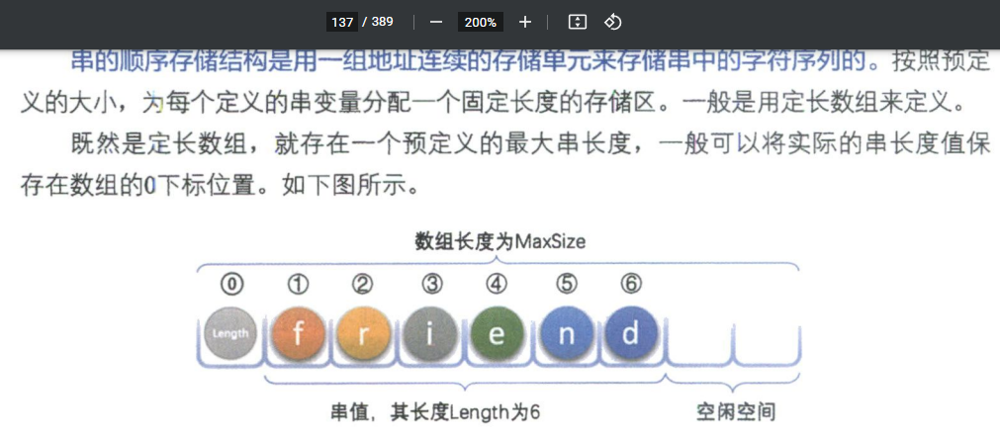 137 / 389 — 200% +
串的顺序存储结构是用一组地址连续的存储单元来存储串中的字符序列的。按照预定
义的大小，为每个定义的串变量分配一个固定长度的存储区。一般是用定长数组来定义。
既然是定长数组，就存在一个预定义的最大串长度，一般可以将实际的串长度值保
存在数组的0下标位置。如下图所示。
数组长度为MaxSize
⓪ ① ② ③ ④ ⑤ ⑥
Length f r i e n d
串值，其长度Length为6 空闲空间